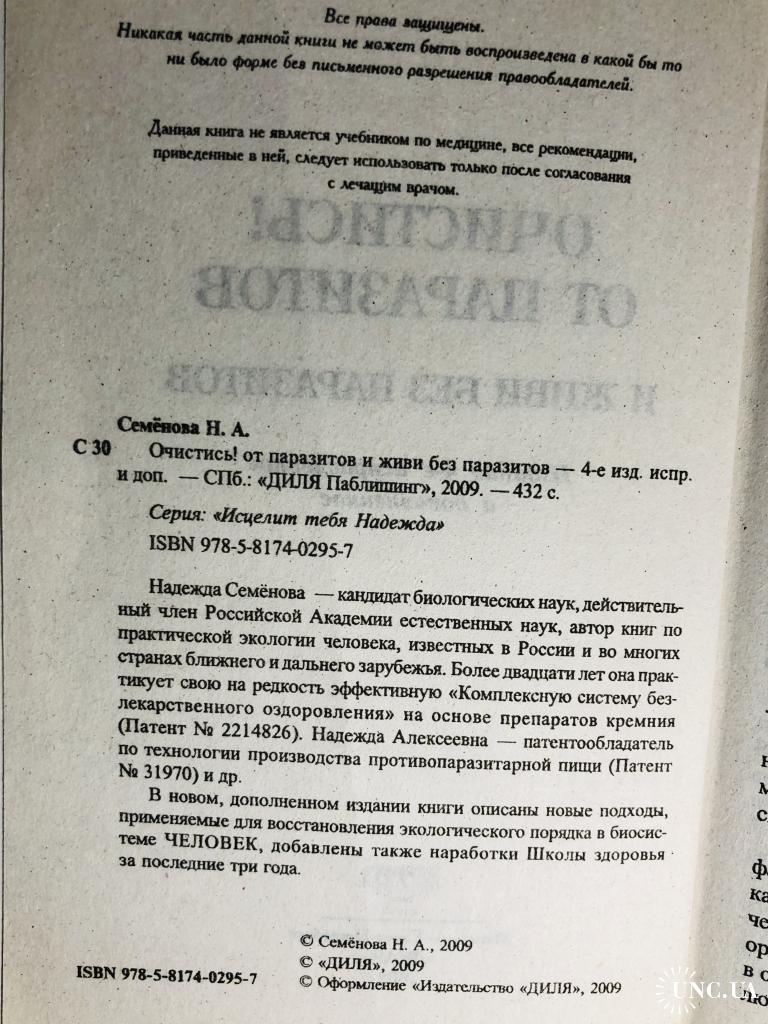 Все права защищены.
Никакая часть данной книги не может быть воспроизведена в какой бы то
ни было форме без письменного разрешения правообладателей.
Данная книга не является учебником по медицине, все рекомендации,
приведенные в ней, следует использовать только после согласования
с лечащим врачом.
ОЧИСТИСЬ!
ОТ ПАРАЗИТОВ
И ЖИВИ БЕЗ ПАРАЗИТОВ
Семёнова Н. А.
С 30 Очистись! от паразитов и живи без паразитов — 4-е изд. испр.
и доп. — СПб.: «ДИЛЯ Паблишинг», 2009. — 432 с.
Серия: «Исцелит тебя Надежда»
ISBN 978-5-8174-0295-7
Надежда Семёнова — кандидат биологических наук, действитель-
ный член Российской Академии естественных наук, автор книг по
практической экологии человека, известных в России и во многих
странах ближнего и дальнего зарубежья. Более двадцати лет она прак-
тикует свою на редкость эффективную «Комплексную систему без-
лекарственного оздоровления» на основе препаратов кремния
(Патент № 2214826). Надежда Алексеевна — патентообладатель
по технологии производства противопаразитарной пищи (Патент
№ 31970) и др.
В новом, дополненном издании книги описаны новые подходы,
применяемые для восстановления экологического порядка в биосис-
теме ЧЕЛОВЕК, добавлены также наработки Школы здоровья
за последние три года.
© Семёнова Н. А., 2009
© «ДИЛЯ», 2009
ISBN 978-5-8174-0295-7 © Оформление «Издательство «ДИЛЯ», 2009
UNC.UA